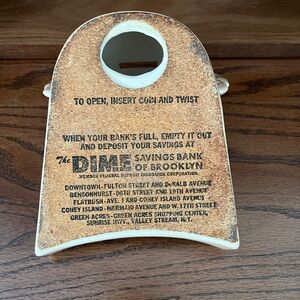 TO OPEN, INSERT COIN AND TWIST
WHEN YOUR BANK'S FULL, EMPTY IT OUT
AND DEPOSIT YOUR SAVINGS AT
The DIME SAVINGS BANK
OF BROOKLYN
MEMBER FEDERAL DEPOSIT INSURANCE CORPORATION
DOWNTOWN-FULTON STREET AND DeKALB AVENUE
BENSONHURST-86TH STREET AND 19TH AVENUE
FLATBUSH-AVE. J AND CONEY ISLAND AVENUE
CONEY ISLAND-MERMAID AVENUE AND W. 17TH STREET
GREEN ACRES-GREEN ACRES SHOPPING CENTER,
SUNRISE HWY., VALLEY STREAM, N.Y.